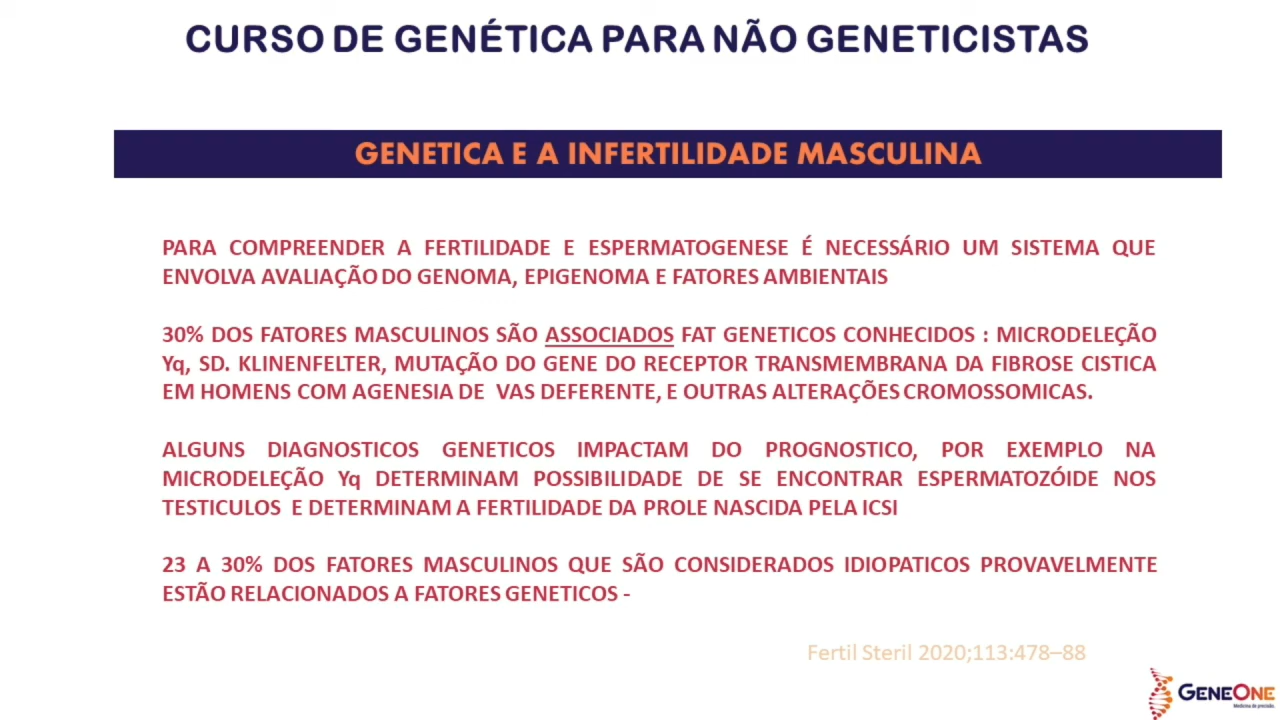 CURSO DE GENÉTICA PARA NÃO GENETICISTAS
GENETICA E A INFERTILIDADE MASCULINA
PARA COMPREENDER A FERTILIDADE E ESPERMATOGENESE É NECESSÁRIO UM SISTEMA QUE
ENVOLVA AVALIAÇÃO DO GENOMA, EPIGENOMA E FATORES AMBIENTAIS
30% DOS FATORES MASCULINOS SÃO ASSOCIADOS FAT GENETICOS CONHECIDOS : MICRODELEÇÃO
Yq, SD. KLINENFELTER, MUTAÇÃO DO GENE DO RECEPTOR TRANSMEMBRANA DA FIBROSE CISTICA
EM HOMENS COM AGENESIA DE VAS DEFERENTE, E OUTRAS ALTERAÇÕES CROMOSSOMICAS.
ALGUNS DIAGNOSTICOS GENETICOS IMPACTAM DO PROGNOSTICO, POR EXEMPLO NA
MICRODELEÇÃO Yq DETERMINAM POSSIBILIDADE DE SE ENCONTRAR ESPERMATOZÓIDE NOS
TESTICULOS E DETERMINAM A FERTILIDADE DA PROLE NASCIDA PELA ICSI
23 A 30% DOS FATORES MASCULINOS QUE SÃO CONSIDERADOS IDIOPATICOS PROVAVELMENTE
ESTÃO RELACIONADOS A FATORES GENETICOS -
Fertil Steril 2020;113:478–88
GENEONE
Medicina de precisão.